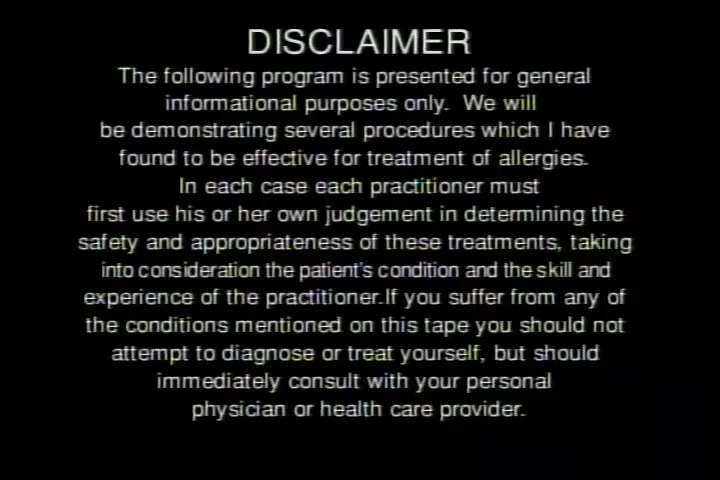 DISCLAIMER
The following program is presented for general
informational purposes only.  We will
be demonstrating several procedures which I have
found to be effective for treatment of allergies.
In each case each practitioner must
first use his or her own judgement in determining the
safety and appropriateness of these treatments, taking
into consideration the patient's condition and the skill and
experience of the practitioner.If you suffer from any of
the conditions mentioned on this tape you should not
attempt to diagnose or treat yourself, but should
immediately consult with your personal
physician or health care provider.